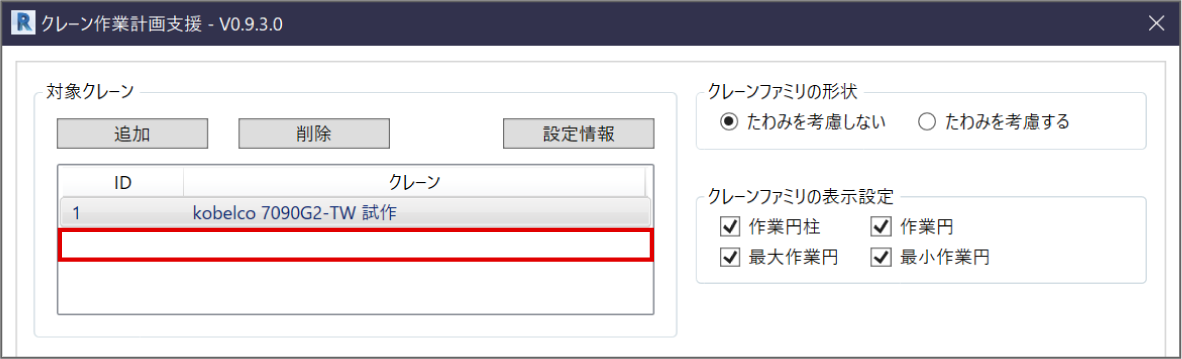 クレーン作業計画支援 - V0.9.3.0
対象クレーン
追加 削除 設定情報
ID クレーン
1 kobelco 7090G2-TW 試作
クレーンファミリの形状
たわみを考慮しない たわみを考慮する
クレーンファミリの表示設定
作業円柱 作業円
最大作業円 最小作業円